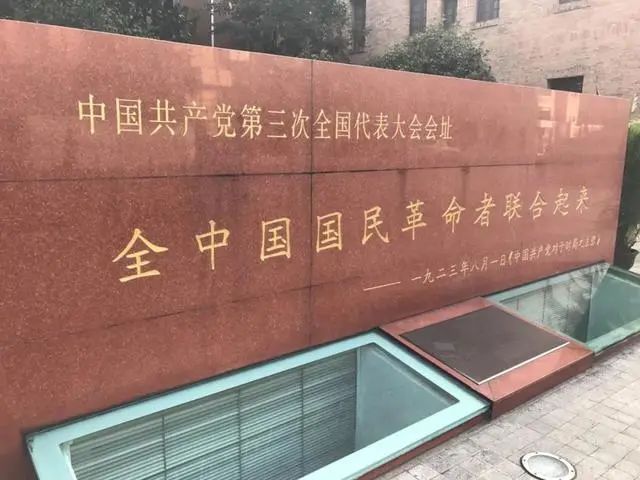 中国共产党第三次全国代表大会会址
全中国国民革命者联合起来
——一九二三年八月一日《中国共产党对于时局之主张》